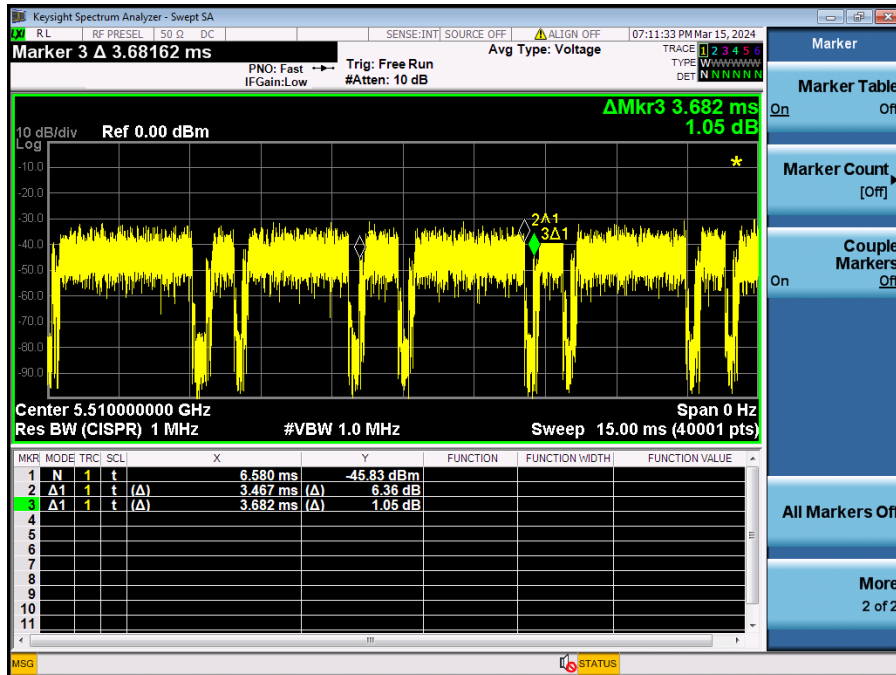 Keysight Spectrum Analyzer - Swept SA
LXI RL RF PRESEL 50 Ω DC SENSE:INT SOURCE OFF ALIGN OFF 07:11:33 PM Mar 15, 2024
Marker 3 Δ 3.68162 ms
PNO: Fast
IFGain:Low
Trig: Free Run
#Atten: 10 dB
Avg Type: Voltage
TRACE 1 2 3 4 5 6
TYPE WWWWWWW
DET N N N N N N
ΔMkr3 3.682 ms
1.05 dB
10 dB/div Ref 0.00 dBm
Log
-10.0
-20.0
-30.0
-40.0
-50.0
-60.0
-70.0
-80.0
-90.0
2Δ1
3Δ1
Center 5.510000000 GHz Span 0 Hz
Res BW (CISPR) 1 MHz #VBW 1.0 MHz Sweep 15.00 ms (40001 pts)
MKR MODE TRC SCL X Y FUNCTION FUNCTION WIDTH FUNCTION VALUE
1 N 1 t 6.580 ms -45.83 dBm
2 Δ1 1 t (Δ) 3.467 ms (Δ) 6.36 dB
3 Δ1 1 t (Δ) 3.682 ms (Δ) 1.05 dB
4
5
6
7
8
9
10
11
MSG STATUS
Marker
Marker Table
On Off
Marker Count
[Off]
Couple
Markers
On Off
All Markers Off
More
2 of 2